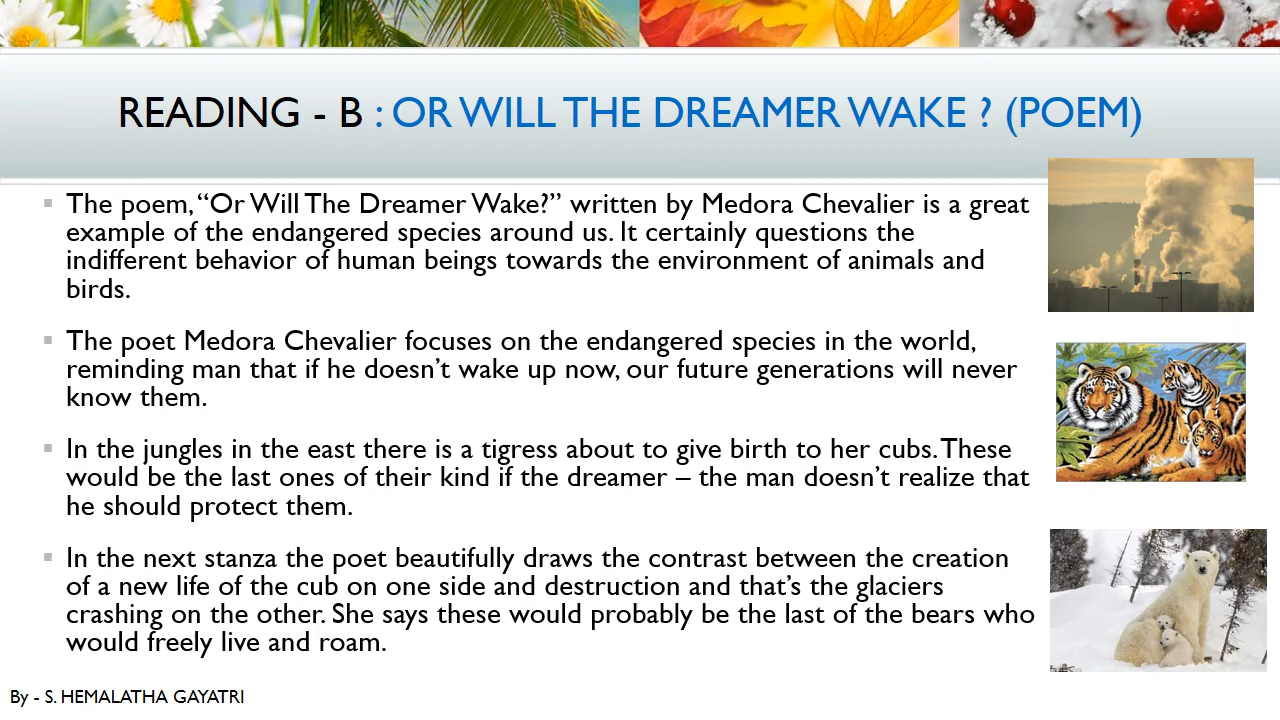 READING - B : OR WILL THE DREAMER WAKE ? (POEM)
▪ The poem, “Or Will The Dreamer Wake?” written by Medora Chevalier is a great
example of the endangered species around us. It certainly questions the
indifferent behavior of human beings towards the environment of animals and
birds.
▪ The poet Medora Chevalier focuses on the endangered species in the world,
reminding man that if he doesn’t wake up now, our future generations will never
know them.
▪ In the jungles in the east there is a tigress about to give birth to her cubs. These
would be the last ones of their kind if the dreamer – the man doesn’t realize that
he should protect them.
▪ In the next stanza the poet beautifully draws the contrast between the creation
of a new life of the cub on one side and destruction and that’s the glaciers
crashing on the other. She says these would probably be the last of the bears who
would freely live and roam.
By - S. HEMALATHA GAYATRI